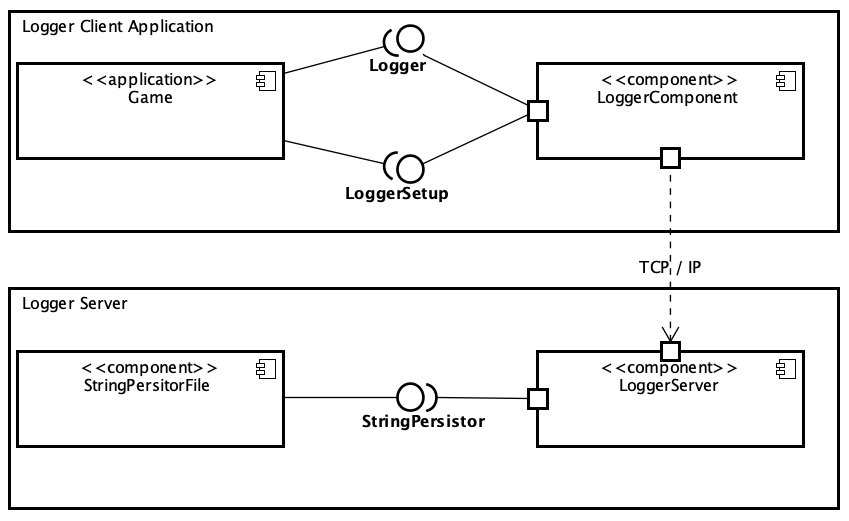 Logger Client Application
<<application>>
Game
Logger
LoggerSetup
<<component>>
LoggerComponent
TCP / IP
Logger Server
<<component>>
StringPersitorFile
StringPersistor
<<component>>
LoggerServer